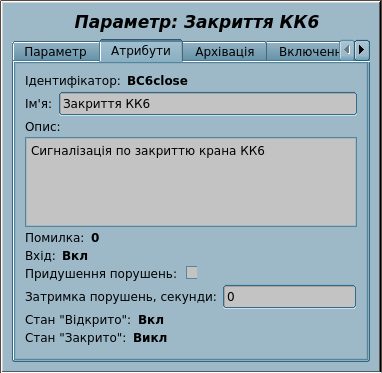 Параметр: Закриття КК6
Параметр Атрибути Архівація Включенн
Ідентифікатор: BC6close
Ім'я: Закриття КК6
Опис:
Сигналізація по закриттю крана КК6
Помилка: 0
Вхід: Вкл
Придушення порушень:
Затримка порушень, секунди: 0
Стан "Відкрито": Вкл
Стан "Закрито": Викл